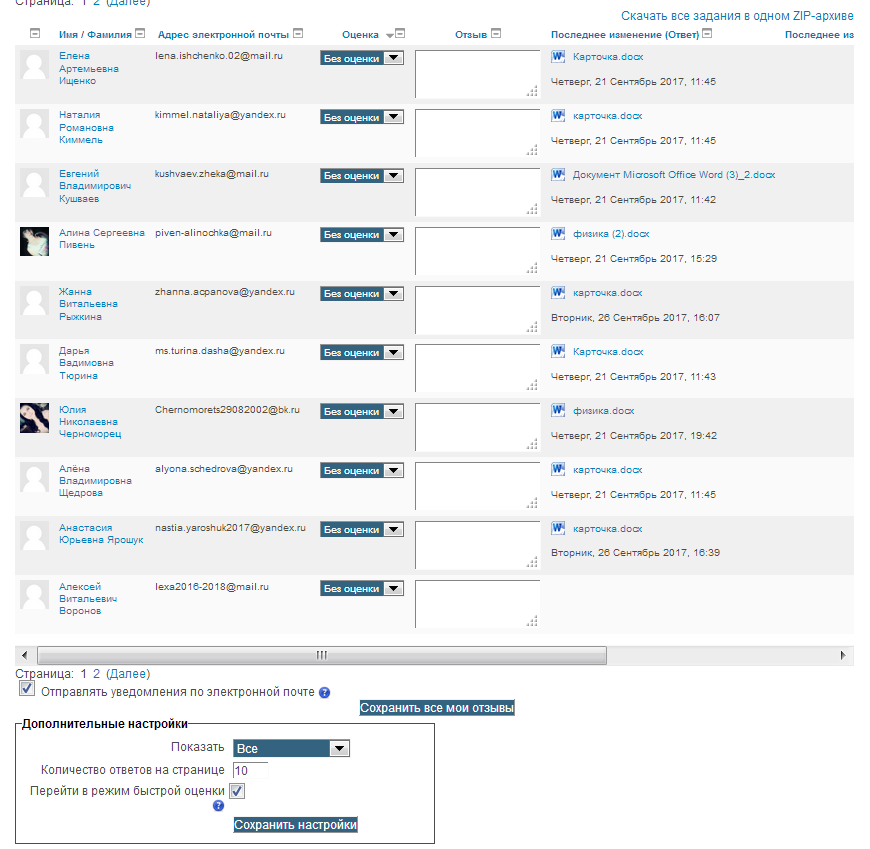 Страница: 1 2 (Далее)
Скачать все задания в одном ZIP-архиве
Имя / Фамилия Адрес электронной почты Оценка Отзыв Последнее изменение (Ответ) Последнее из
Елена Артемьевна Ищенко lena.ishchenko.02@mail.ru Без оценки Карточка.docx
Четверг, 21 Сентябрь 2017, 11:45
Наталия Романовна Киммель kimmel.nataliya@yandex.ru Без оценки карточка.docx
Четверг, 21 Сентябрь 2017, 11:45
Евгений Владимирович Кушваев kushvaev.zheka@mail.ru Без оценки Документ Microsoft Office Word (3)_2.docx
Четверг, 21 Сентябрь 2017, 11:42
Алина Сергеевна Пивень piven-alinochka@mail.ru Без оценки физика (2).docx
Четверг, 21 Сентябрь 2017, 15:29
Жанна Витальевна Рыжкина zhanna.acpanova@yandex.ru Без оценки карточка.docx
Вторник, 26 Сентябрь 2017, 16:07
Дарья Вадимовна Тюрина ms.turina.dasha@yandex.ru Без оценки Карточка.docx
Четверг, 21 Сентябрь 2017, 11:43
Юлия Николаевна Черноморец Chernomorets29082002@bk.ru Без оценки физика.docx
Четверг, 21 Сентябрь 2017, 19:42
Алёна Владимировна Щедрова alyona.schedrova@yandex.ru Без оценки карточка.docx
Четверг, 21 Сентябрь 2017, 11:45
Анастасия Юрьевна Ярощук nastia.yaroshuk2017@yandex.ru Без оценки карточка.docx
Вторник, 26 Сентябрь 2017, 16:39
Алексей Витальевич Воронов lexa2016-2018@mail.ru Без оценки
Страница: 1 2 (Далее)
Отправлять уведомления по электронной почте
Сохранить все мои отзывы
Дополнительные настройки
Показать Все
Количество ответов на странице 10
Перейти в режим быстрой оценки
Сохранить настройки